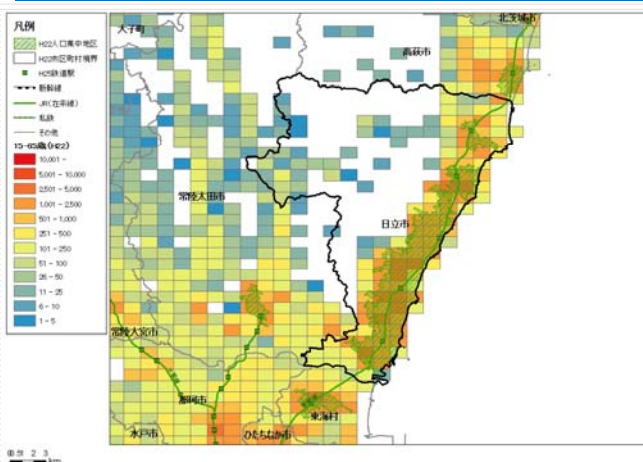 凡例
H22人口集中地区
H22市区町村境界
H25鉄道駅
新幹線
JR(在来線)
私鉄
その他
15-65歳(H22)
10,001 -
5,001 - 10,000
2,501 - 5,000
1,001 - 2,500
501 - 1,000
251 - 500
101 - 250
51 - 100
26 - 50
11 - 25
6 - 10
1 - 5
大子町
北茨城市
高萩市
常陸太田市
日立市
常陸大宮市
那珂市
東海村
水戸市
ひたちなか市
2 3
km